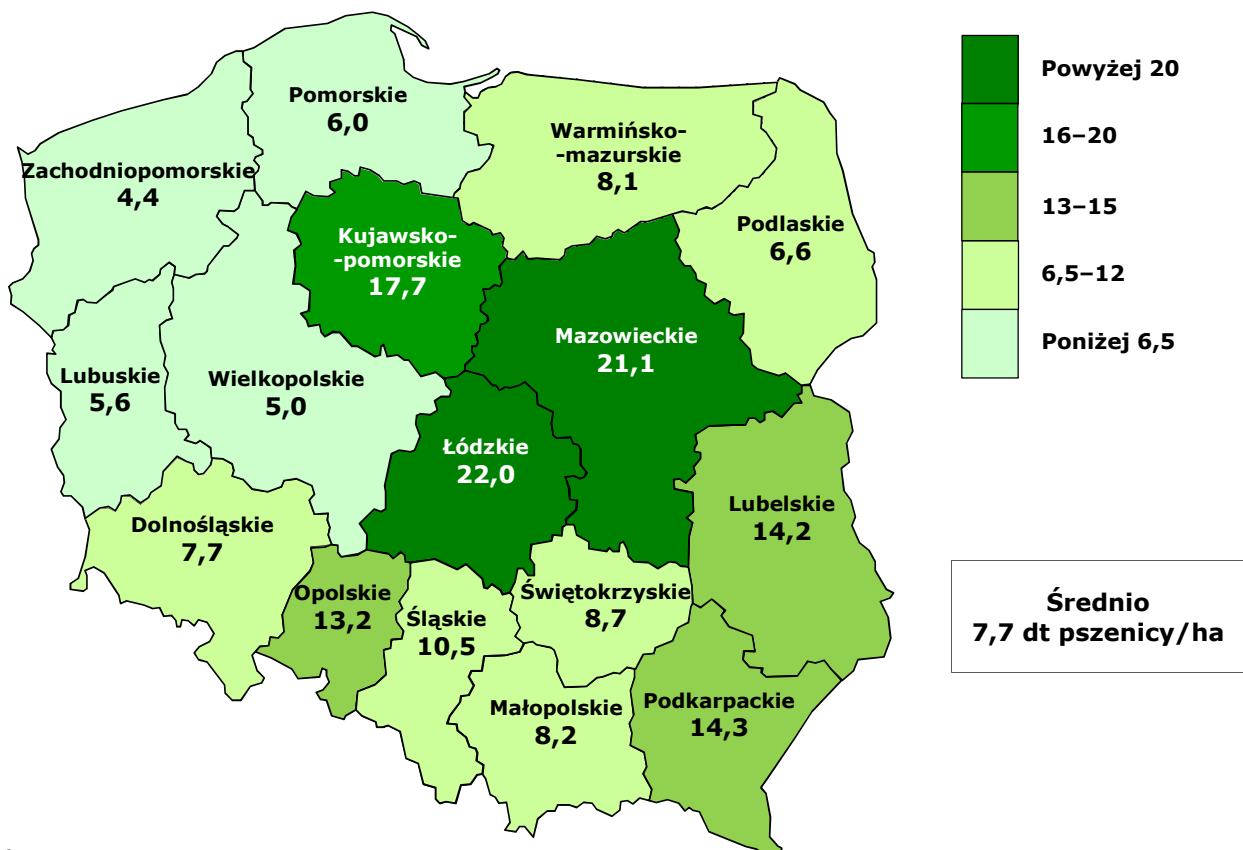 Pomorskie
6,0
Zachodniopomorskie
4,4
Warmińsko-
-mazurskie
8,1
Podlaskie
6,6
Kujawsko-
-pomorskie
17,7
Mazowieckie
21,1
Lubuskie
5,6
Wielkopolskie
5,0
Łódzkie
22,0
Lubelskie
14,2
Dolnośląskie
7,7
Opolskie
13,2
Śląskie
10,5
Świętokrzyskie
8,7
Małopolskie
8,2
Podkarpackie
14,3
Powyżej 20
16–20
13–15
6,5–12
Poniżej 6,5
Średnio
7,7 dt pszenicy/ha